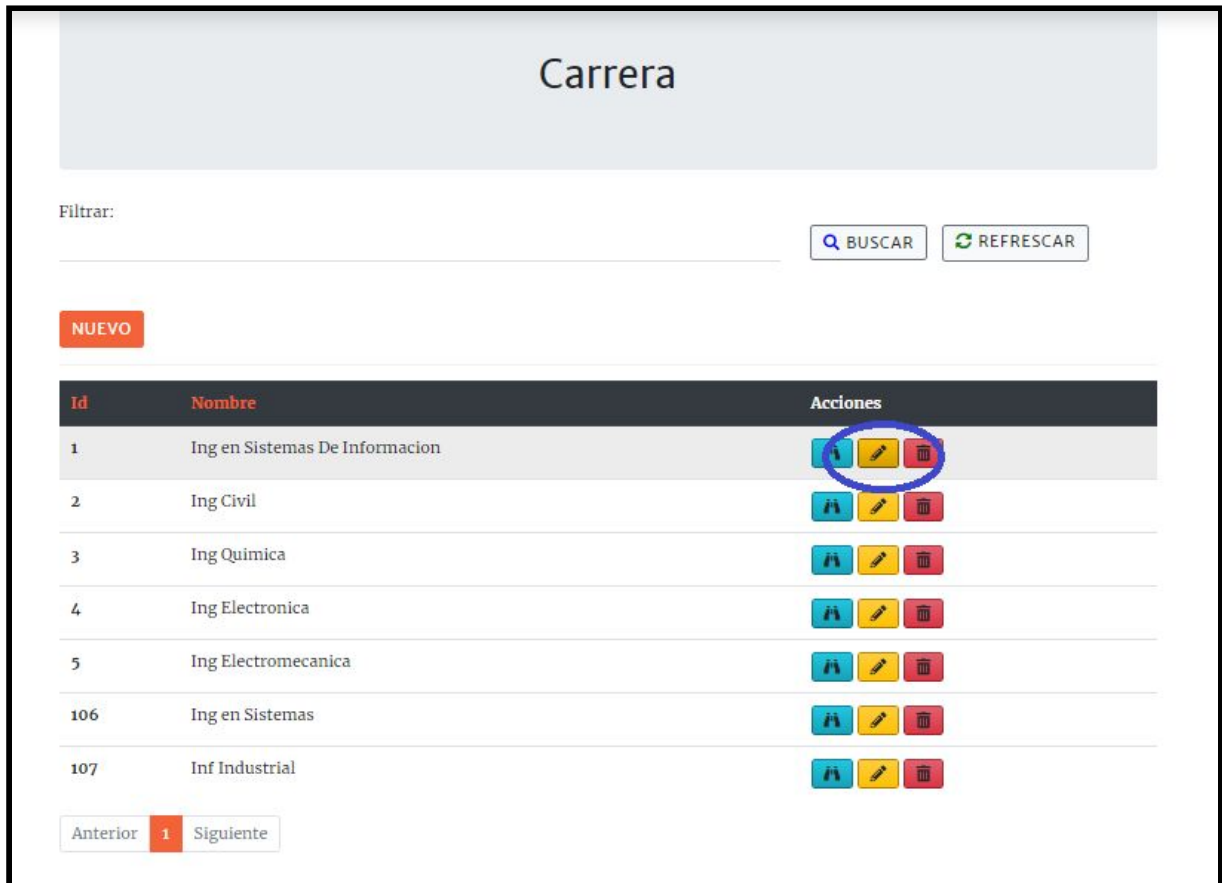 Carrera
Filtrar:
BUSCAR REFRESCAR
NUEVO
Id Nombre Acciones
1 Ing en Sistemas De Informacion
2 Ing Civil
3 Ing Quimica
4 Ing Electronica
5 Ing Electromecanica
106 Ing en Sistemas
107 Inf Industrial
Anterior 1 Siguiente